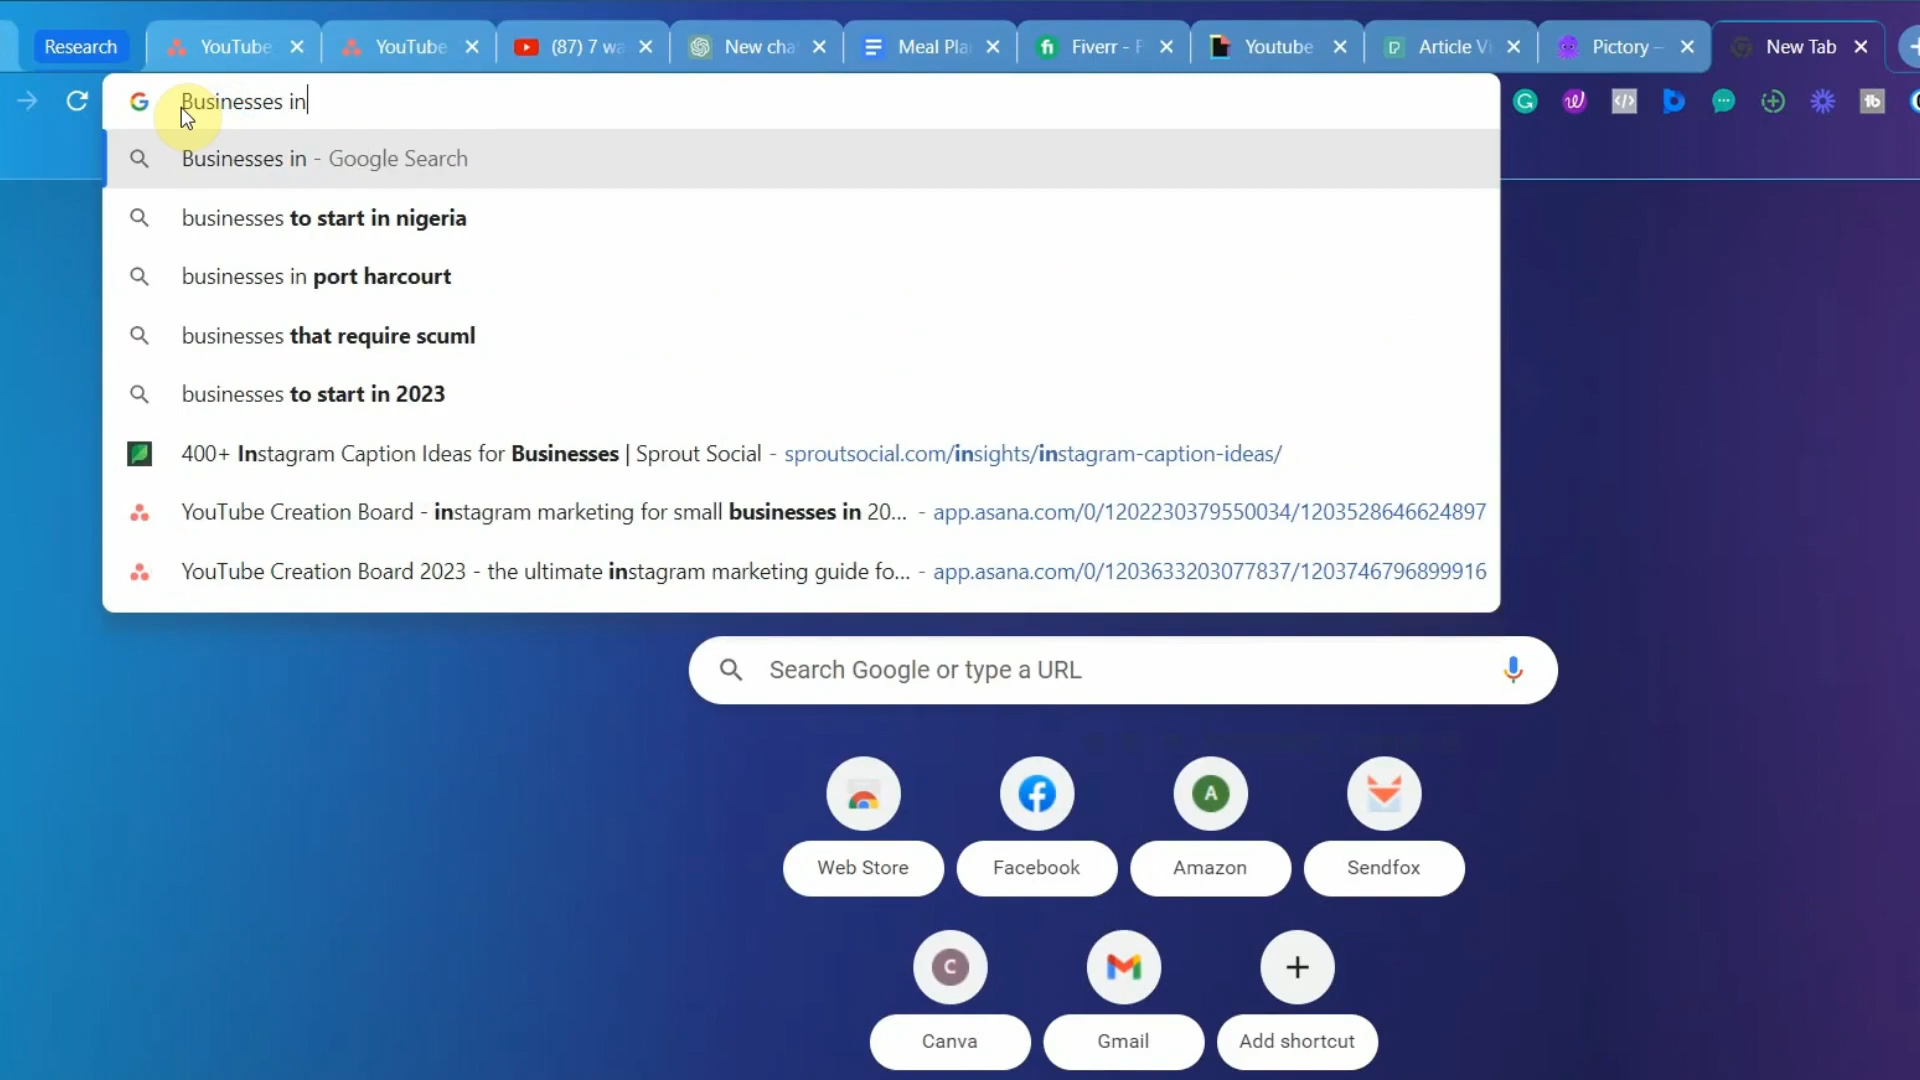 Research
YouTube
YouTube
(87) 7 wa
New cha
Meal Pla
Fiverr - F
Youtube
Article Vi
Pictory –
New Tab
Businesses in
Businesses in - Google Search
businesses to start in nigeria
businesses in port harcourt
businesses that require scuml
businesses to start in 2023
400+ Instagram Caption Ideas for Businesses | Sprout Social - sproutsocial.com/insights/instagram-caption-ideas/
YouTube Creation Board - instagram marketing for small businesses in 20... - app.asana.com/0/1202230379550034/1203528646624897
YouTube Creation Board 2023 - the ultimate instagram marketing guide fo... - app.asana.com/0/1203633203077837/1203746796899916
Search Google or type a URL
A
Web Store
Facebook
Amazon
Sendfox
C
Canva
Gmail
Add shortcut